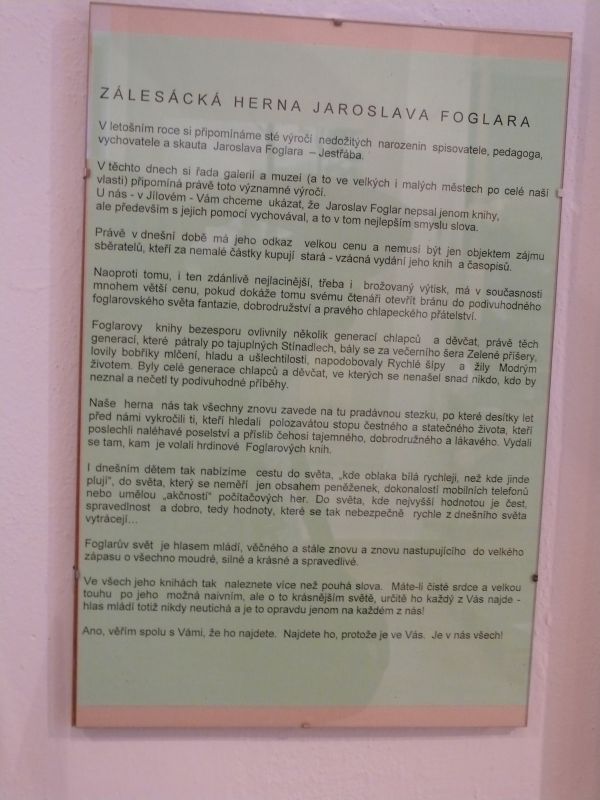 ZÁLESÁCKÁ HERNA JAROSLAVA FOGLARA
V letošním roce si připomínáme sté výročí nedožitých narozenin spisovatele, pedagoga,
vychovatele a skauta Jaroslava Foglara – Jestřába.
V těchto dnech si řada galerií a muzeí (a to ve velkých i malých městech po celé naší
vlasti) připomíná právě toto významné výročí.
U nás - v Jílovém - Vám chceme ukázat, že Jaroslav Foglar nepsal jenom knihy,
ale především s jejich pomocí vychovával, a to v tom nejlepším smyslu slova.
Právě v dnešní době má jeho odkaz velkou cenu a nemusí být jen objektem zájmu
sběratelů, kteří za nemalé částky kupují stará - vzácná vydání jeho knih a časopisů.
Naoproti tomu, i ten zdánlivě nejlacinější, třeba i brožovaný výtisk, má v současnosti
mnohem větší cenu, pokud dokáže tomu svému čtenáři otevřít bránu do podivuhodného
foglarovského světa fantazie, dobrodružství a pravého chlapeckého přátelství.
Foglarovy knihy bezesporu ovlivnily několik generací chlapců a děvčat, právě těch
generací, které pátraly po tajuplných Stínadlech, bály se za večerního šera Zelené příšery,
lovily bobříky mlčení, hladu a ušlechtilosti, napodobovaly Rychlé šípy a žily Modrým
životem. Byly celé generace chlapců a děvčat, ve kterých se nenašel snad nikdo, kdo by
neznal a nečetl ty podivuhodné příběhy.
Naše herna nás tak všechny znovu zavede na tu pradávnou stezku, po které desítky let
před námi vykročili ti, kteří hledali polozavátou stopu čestného a statečného života, kteří
poslechli naléhavé poselství a příslib čehosi tajemného, dobrodružného a lákavého. Vydali
se tam, kam je volali hrdinové Foglarových knih.
I dnešním dětem tak nabízíme cestu do světa, „kde oblaka bílá rychleji, než kde jinde
plují“, do světa, který se neměří jen obsahem peněženek, dokonalostí mobilních telefonů
nebo umělou „akčností“ počítačových her. Do světa, kde nejvyšší hodnotou je čest,
spravedlnost a dobro, tedy hodnoty, které se tak nebezpečně rychle z dnešního světa
vytrácejí…
Foglarův svět je hlasem mládí, věčného a stále znovu a znovu nastupujícího do velkého
zápasu o všechno moudré, silné a krásné a spravedlivé.
Ve všech jeho knihách tak naleznete více než pouhá slova. Máte-li čisté srdce a velkou
touhu po jeho možná naivním, ale o to krásnějším světě, určitě ho každý z Vás najde -
hlas mládí totiž nikdy neutichá a je to opravdu jenom na každém z nás!
Ano, věřím spolu s Vámi, že ho najdete. Najdete ho, protože je ve Vás. Je v nás všech!